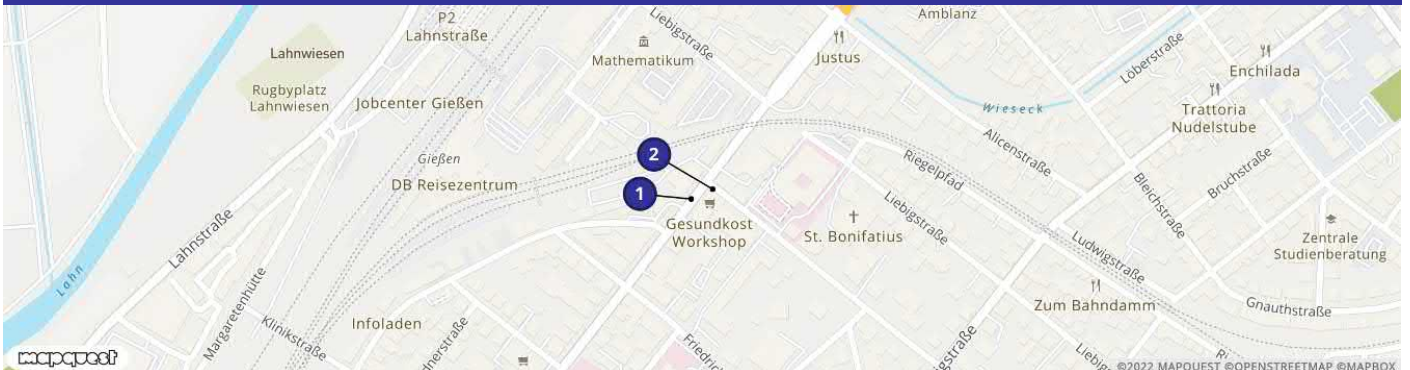 P2
Lahnstraße
Liebigstraße
Amblanz
Lahnwiesen
Mathematikum
Justus
Löberstraße
Enchilada
Rugbyplatz
Lahnwiesen
Jobcenter Gießen
Wieseck
Trattoria
Nudelstube
Alicenstraße
Gießen
2
Riegelpfad
Bruchstraße
DB Reisezentrum
1
Bleichstraße
Liebigstraße
Gesundkost
Workshop
St. Bonifatius
Lahnstraße
Ludwigstraße
Zentrale
Studienberatung
Lahn
Margaretenhütte
Zum Bahndamm
Gnauthstraße
Infoladen
Klinikstraße
mapquest
©2022 MAPQUEST ©OPENSTREETMAP ©MAPBOX